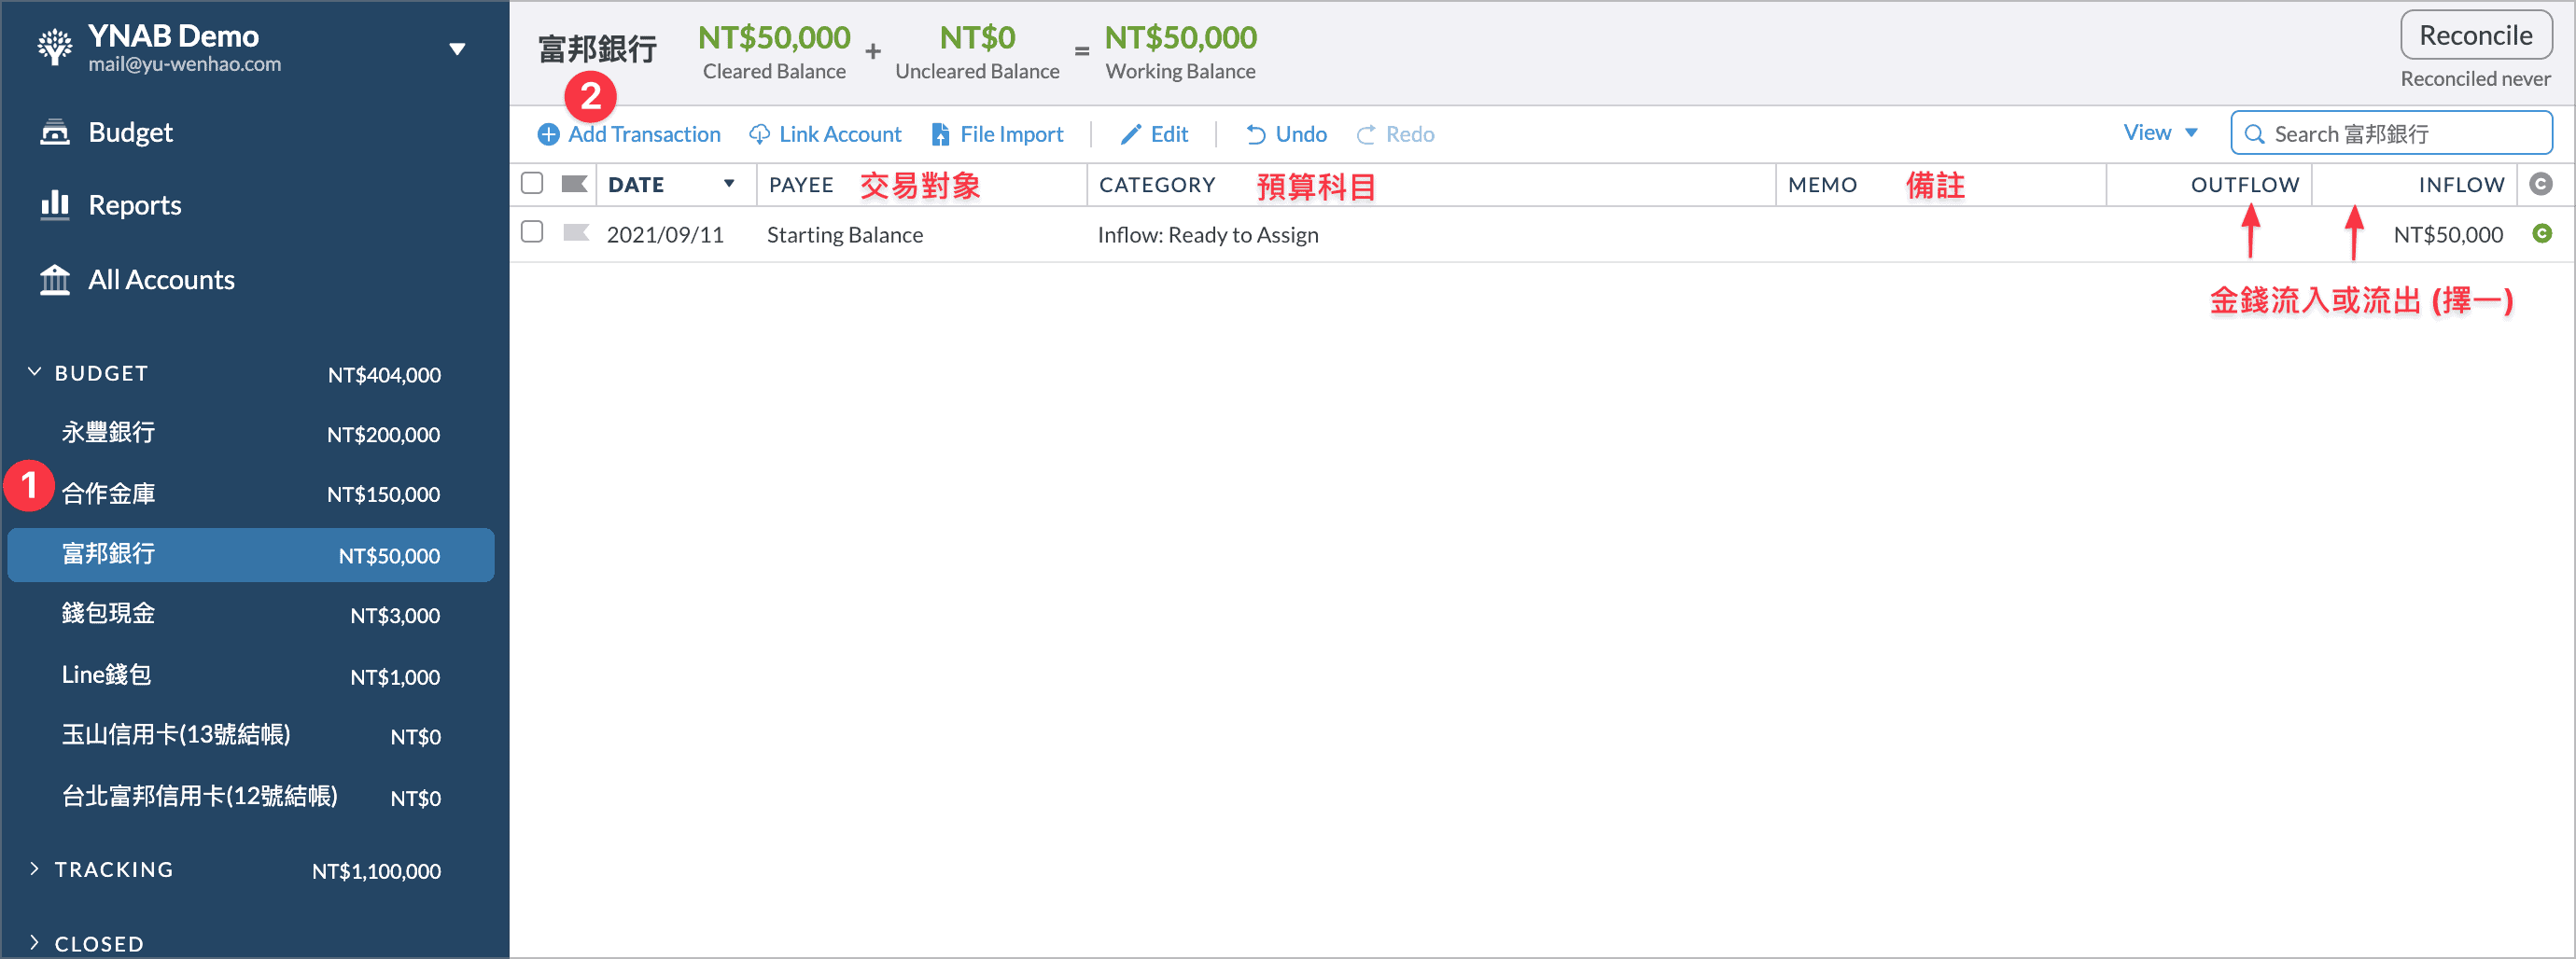 YNAB Demo
mail@yu-wenhao.com
Budget
Reports
All Accounts
BUDGET NT$404,000
永豐銀行 NT$200,000
1
合作金庫 NT$150,000
富邦銀行 NT$50,000
錢包現金 NT$3,000
Line錢包 NT$1,000
玉山信用卡(13號結帳) NT$0
台北富邦信用卡(12號結帳) NT$0
TRACKING NT$1,100,000
CLOSED
富邦銀行 NT$50,000 + NT$0 = NT$50,000
Cleared Balance Uncleared Balance Working Balance
Reconcile
Reconciled never
2
Add Transaction Link Account File Import Edit Undo Redo View Search 富邦銀行
DATE PAYEE 交易對象 CATEGORY 預算科目 MEMO 備註 OUTFLOW INFLOW C
2021/09/11 Starting Balance Inflow: Ready to Assign NT$50,000 C
金錢流入或流出 (擇一)